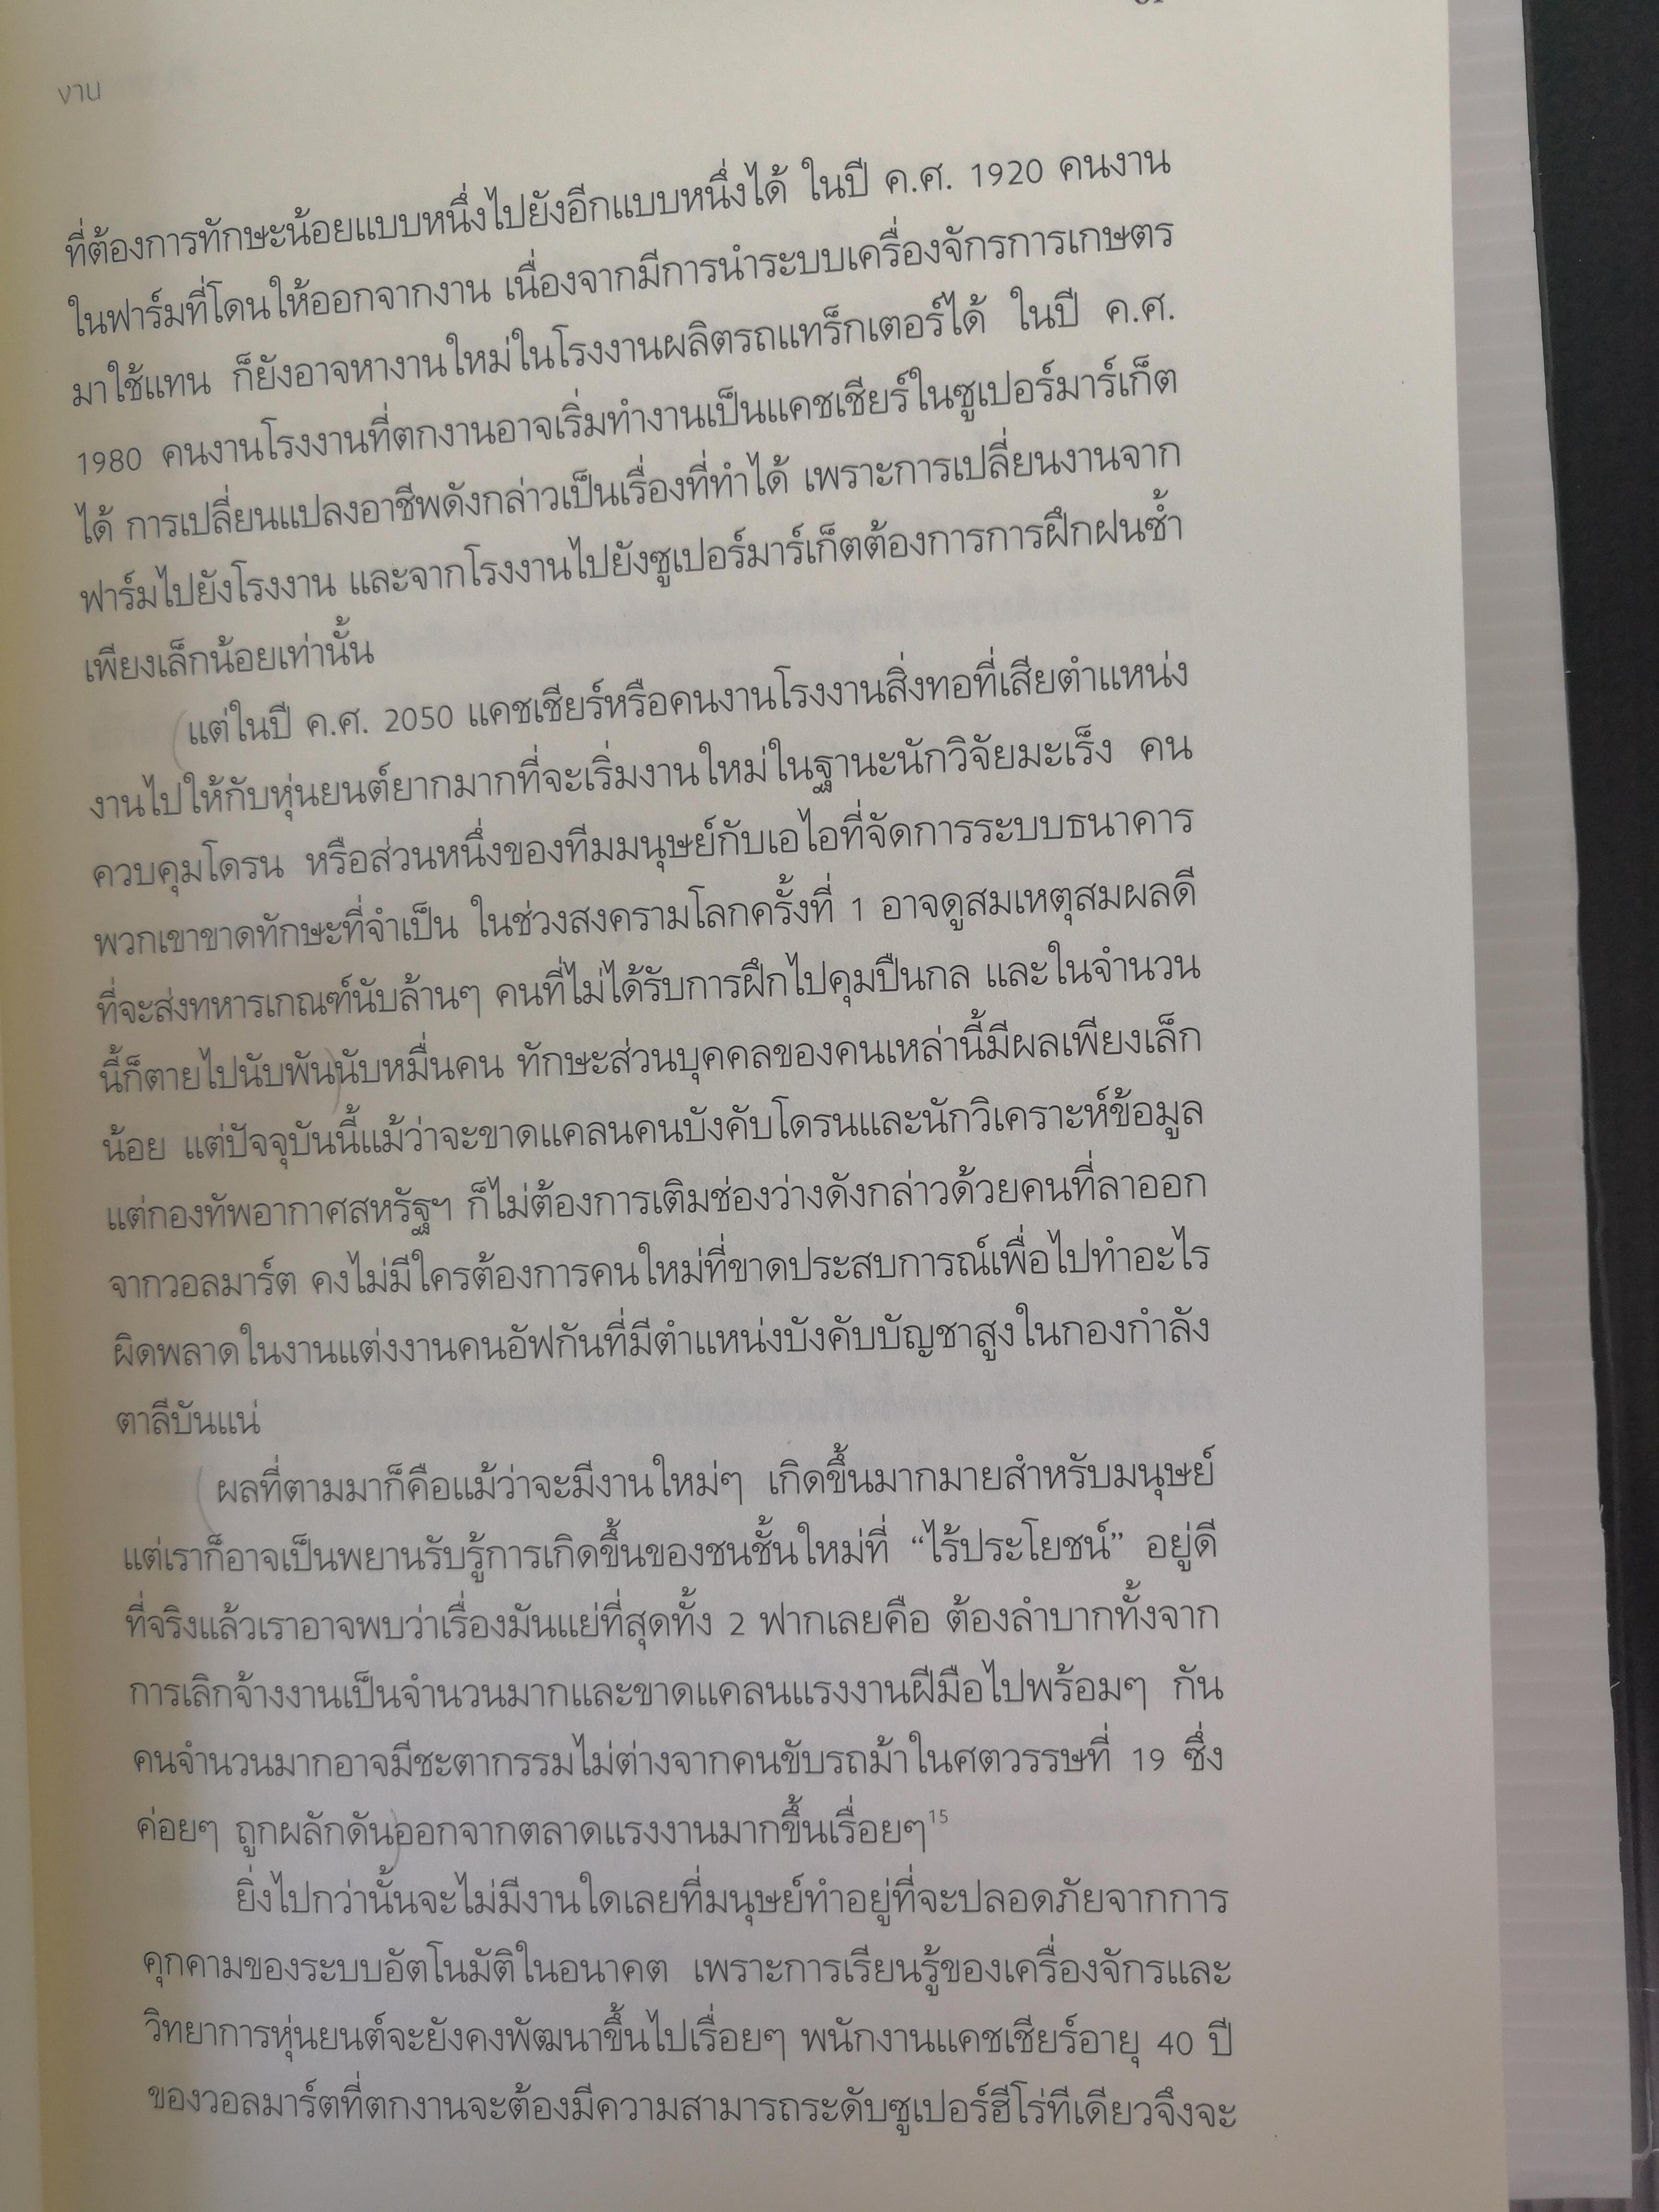 งาน
ที่ต้องการทักษะน้อยแบบหนึ่งไปยังอีกแบบหนึ่งได้ ในปี ค.ศ. 1920 คนงาน
ในฟาร์มที่โดนให้ออกจากงาน เนื่องจากมีการนำระบบเครื่องจักรการเกษตร
มาใช้แทน ก็ยังอาจหางานใหม่ในโรงงานผลิตรถแทร็กเตอร์ได้ ในปี ค.ศ.
1980 คนงานโรงงานที่ตกงานอาจเริ่มทำงานเป็นแคชเชียร์ในซูเปอร์มาร์เก็ต
ได้ การเปลี่ยนแปลงอาชีพดังกล่าวเป็นเรื่องที่ทำได้ เพราะการเปลี่ยนงานจาก
ฟาร์มไปยังโรงงาน และจากโรงงานไปยังซูเปอร์มาร์เก็ตต้องการการฝึกฝนซ้ำ
เพียงเล็กน้อยเท่านั้น
แต่ในปี ค.ศ. 2050 แคชเชียร์หรือคนงานโรงงานสิ่งทอที่เสียตำแหน่ง
งานไปให้กับหุ่นยนต์ยากมากที่จะเริ่มงานใหม่ในฐานะนักวิจัยมะเร็ง คน
ควบคุมโดรน หรือส่วนหนึ่งของทีมมนุษย์กับเอไอที่จัดการระบบธนาคาร
พวกเขาขาดทักษะที่จำเป็น ในช่วงสงครามโลกครั้งที่ 1 อาจดูสมเหตุสมผลดี
ที่จะส่งทหารเกณฑ์นับล้านๆ คนที่ไม่ได้รับการฝึกไปคุมปืนกล และในจำนวน
นี้ก็ตายไปนับพันนับหมื่นคน ทักษะส่วนบุคคลของคนเหล่านี้มีผลเพียงเล็ก
น้อย แต่ปัจจุบันนี้แม้ว่าจะขาดแคลนคนบังคับโดรนและนักวิเคราะห์ข้อมูล
แต่กองทัพอากาศสหรัฐฯ ก็ไม่ต้องการเติมช่องว่างดังกล่าวด้วยคนที่ลาออก
จากวอลมาร์ต คงไม่มีใครต้องการคนใหม่ที่ขาดประสบการณ์เพื่อไปทำอะไร
ผิดพลาดในงานแต่งงานคนอัฟกันที่มีตำแหน่งบังคับบัญชาสูงในกองกำลัง
ตาลีบันแน่
ผลที่ตามมาก็คือแม้ว่าจะมีงานใหม่ๆ เกิดขึ้นมากมายสำหรับมนุษย์
แต่เราก็อาจเป็นพยานรับรู้การเกิดขึ้นของชนชั้นใหม่ที่ “ไร้ประโยชน์” อยู่ดี
ที่จริงแล้วเราอาจพบว่าเรื่องมันแย่ที่สุดทั้ง 2 ฟากเลยคือ ต้องลำบากทั้งจาก
การเลิกจ้างงานเป็นจำนวนมากและขาดแคลนแรงงานฝีมือไปพร้อมๆ กัน
คนจำนวนมากอาจมีชะตากรรมไม่ต่างจากคนขับรถม้าในศตวรรษที่ 19 ซึ่ง
ค่อยๆ ถูกผลักดันออกจากตลาดแรงงานมากขึ้นเรื่อยๆ15
ยิ่งไปกว่านั้นจะไม่มีงานใดเลยที่มนุษย์ทำอยู่ที่จะปลอดภัยจากการ
คุกคามของระบบอัตโนมัติในอนาคต เพราะการเรียนรู้ของเครื่องจักรและ
วิทยาการหุ่นยนต์จะยังคงพัฒนาขึ้นไปเรื่อยๆ พนักงานแคชเชียร์อายุ 40 ปี
ของวอลมาร์ตที่ตกงานจะต้องมีความสามารถระดับซูเปอร์ฮีโร่ทีเดียวจึงจะ